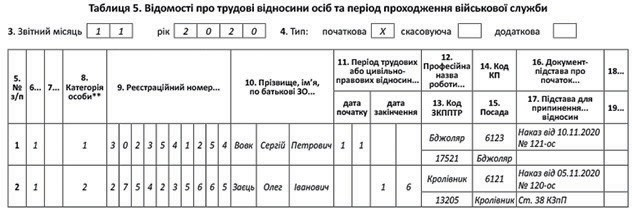 Таблиця 5. Відомості про трудові відносини осіб та період проходження військової служби
3. Звітний місяць 1 1 рік 2 0 2 0 4. Тип: початкова X скасовуюча додаткова
5. № з/п
6...
7...
8. Категорія особи**
9. Реєстраційний номер...
10. Прізвище, ім’я, по батькові ЗО...
11. Період трудових або цивільно-правових відносин...
дата початку
дата закінчення
12. Професійна назва роботи...
13. Код ЗКППТР
14. Код КП
15. Посада
16. Документ-підстава про початок...
17. Підстава для припинення... відносин
18...
19...
1 1 1 3 0 2 3 5 4 1 2 5 4 Вовк Сергій Петрович 1 1 Бджоляр 6123 Наказ від 10.11.2020 № 121-ос
17521 Бджоляр
2 1 2 2 7 5 4 2 3 5 6 6 5 Заєць Олег Іванович 1 6 Кролівник 6121 Наказ від 05.11.2020 № 120-ос
13205 Кролівник Ст. 38 КЗпП